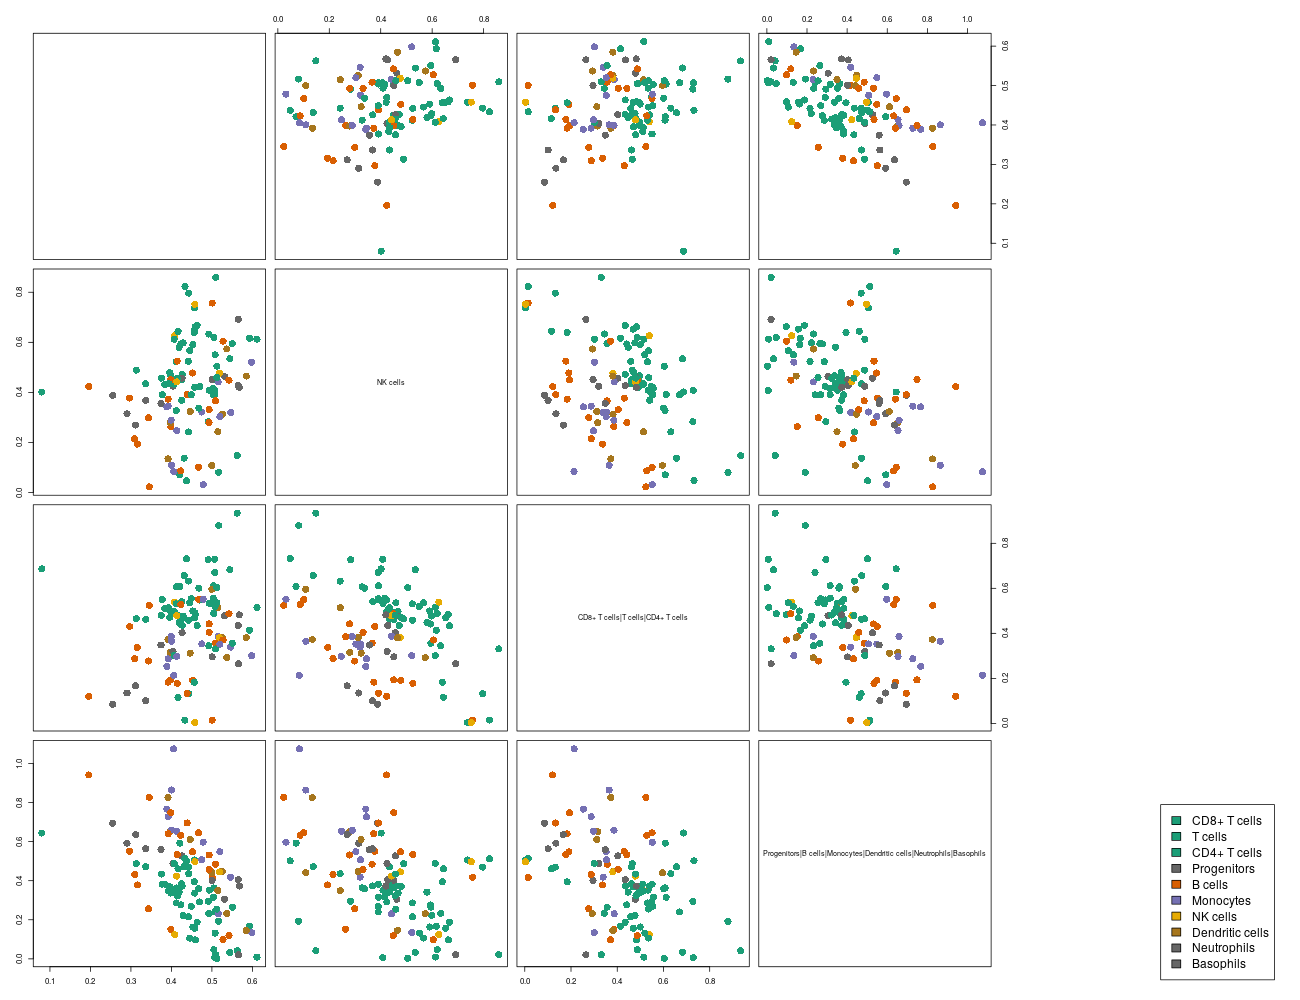 0.0 0.2 0.4 0.6 0.8
0.0 0.2 0.4 0.6 0.8 1.0
0.1 0.2 0.3 0.4 0.5 0.6
0.0 0.2 0.4 0.6 0.8
NK cells
CD8+ T cells|T cells|CD4+ T cells
0.0 0.2 0.4 0.6 0.8
0.0 0.2 0.4 0.6 0.8 1.0
Progenitors|B cells|Monocytes|Dendritic cells|Neutrophils|Basophils
0.1 0.2 0.3 0.4 0.5 0.6
0.0 0.2 0.4 0.6 0.8
CD8+ T cells
T cells
CD4+ T cells
Progenitors
B cells
Monocytes
NK cells
Dendritic cells
Neutrophils
Basophils